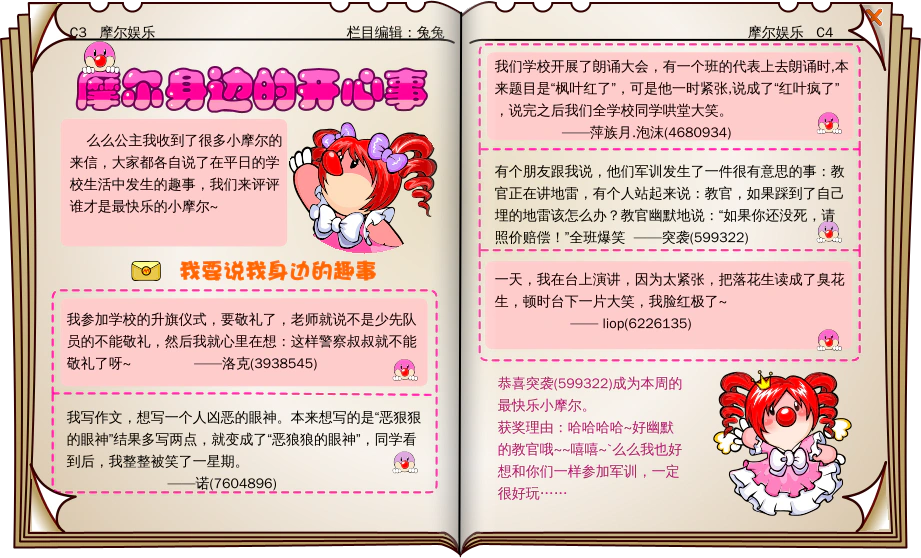 C3 摩尔娱乐 栏目编辑：兔兔
摩尔身边的开心事
么么公主我收到了很多小摩尔的
来信，大家都各自说了在平日的学
校生活中发生的趣事，我们来评评
谁才是最快乐的小摩尔~
我要说我身边的趣事
我参加学校的升旗仪式，要敬礼了，老师就说不是少先队
员的不能敬礼，然后我就心里在想：这样警察叔叔就不能
敬礼了呀~ ——洛克(3938545)
我写作文，想写一个人凶恶的眼神。本来想写的是“恶狠狠
的眼神”结果多写两点，就变成了“恶狼狼的眼神”，同学看
到后，我整整被笑了一星期。
——诺(7604896)
摩尔娱乐 C4
我们学校开展了朗诵大会，有一个班的代表上去朗诵时,本
来题目是“枫叶红了”，可是他一时紧张,说成了“红叶疯了”
，说完之后我们全学校同学哄堂大笑。
——萍族月.泡沫(4680934)
有个朋友跟我说，他们军训发生了一件很有意思的事：教
官正在讲地雷，有个人站起来说：教官，如果踩到了自己
埋的地雷该怎么办？教官幽默地说：“如果你还没死，请
照价赔偿！”全班爆笑 ——突袭(599322)
一天，我在台上演讲，因为太紧张，把落花生读成了臭花
生，顿时台下一片大笑，我脸红极了~
—— liop(6226135)
恭喜突袭(599322)成为本周的
最快乐小摩尔。
获奖理由：哈哈哈哈~好幽默
的教官哦~~嘻嘻~`么么我也好
想和你们一样参加军训，一定
很好玩……